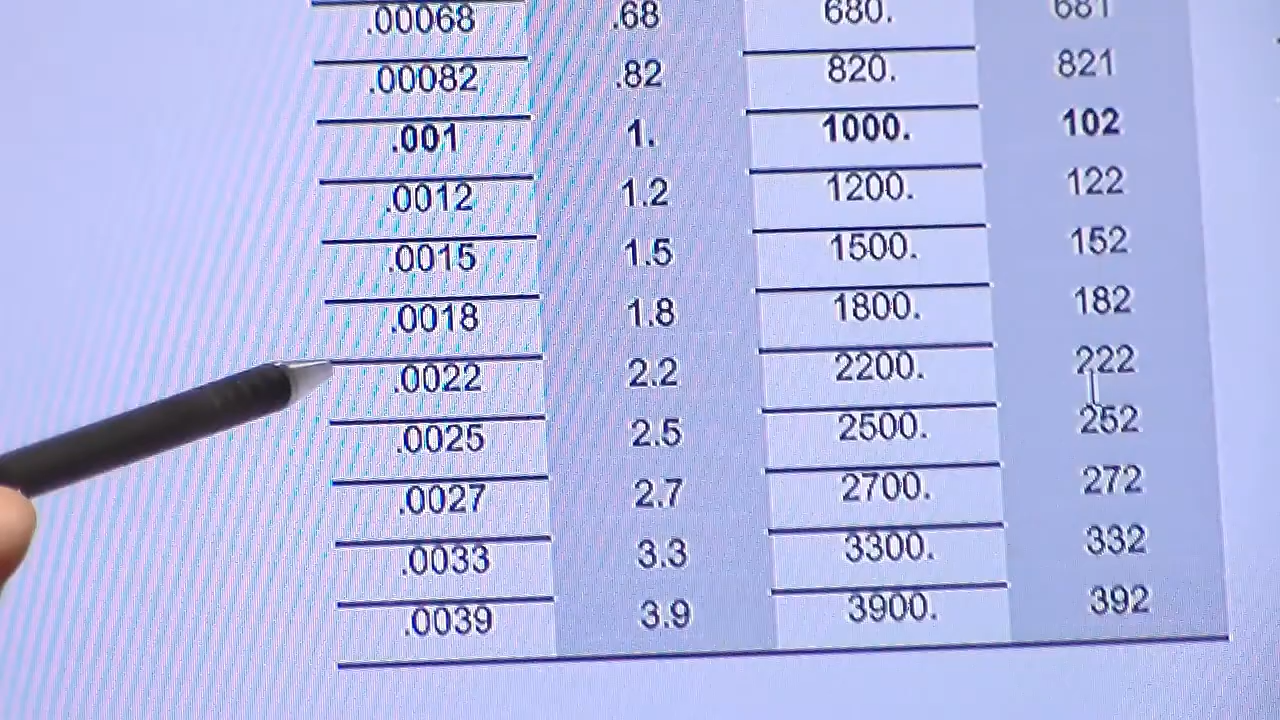 .00068 .68 680. 681
.00082 .82 820. 821
.001 1. 1000. 102
.0012 1.2 1200. 122
.0015 1.5 1500. 152
.0018 1.8 1800. 182
.0022 2.2 2200. 222
.0025 2.5 2500. 252
.0027 2.7 2700. 272
.0033 3.3 3300. 332
.0039 3.9 3900. 392